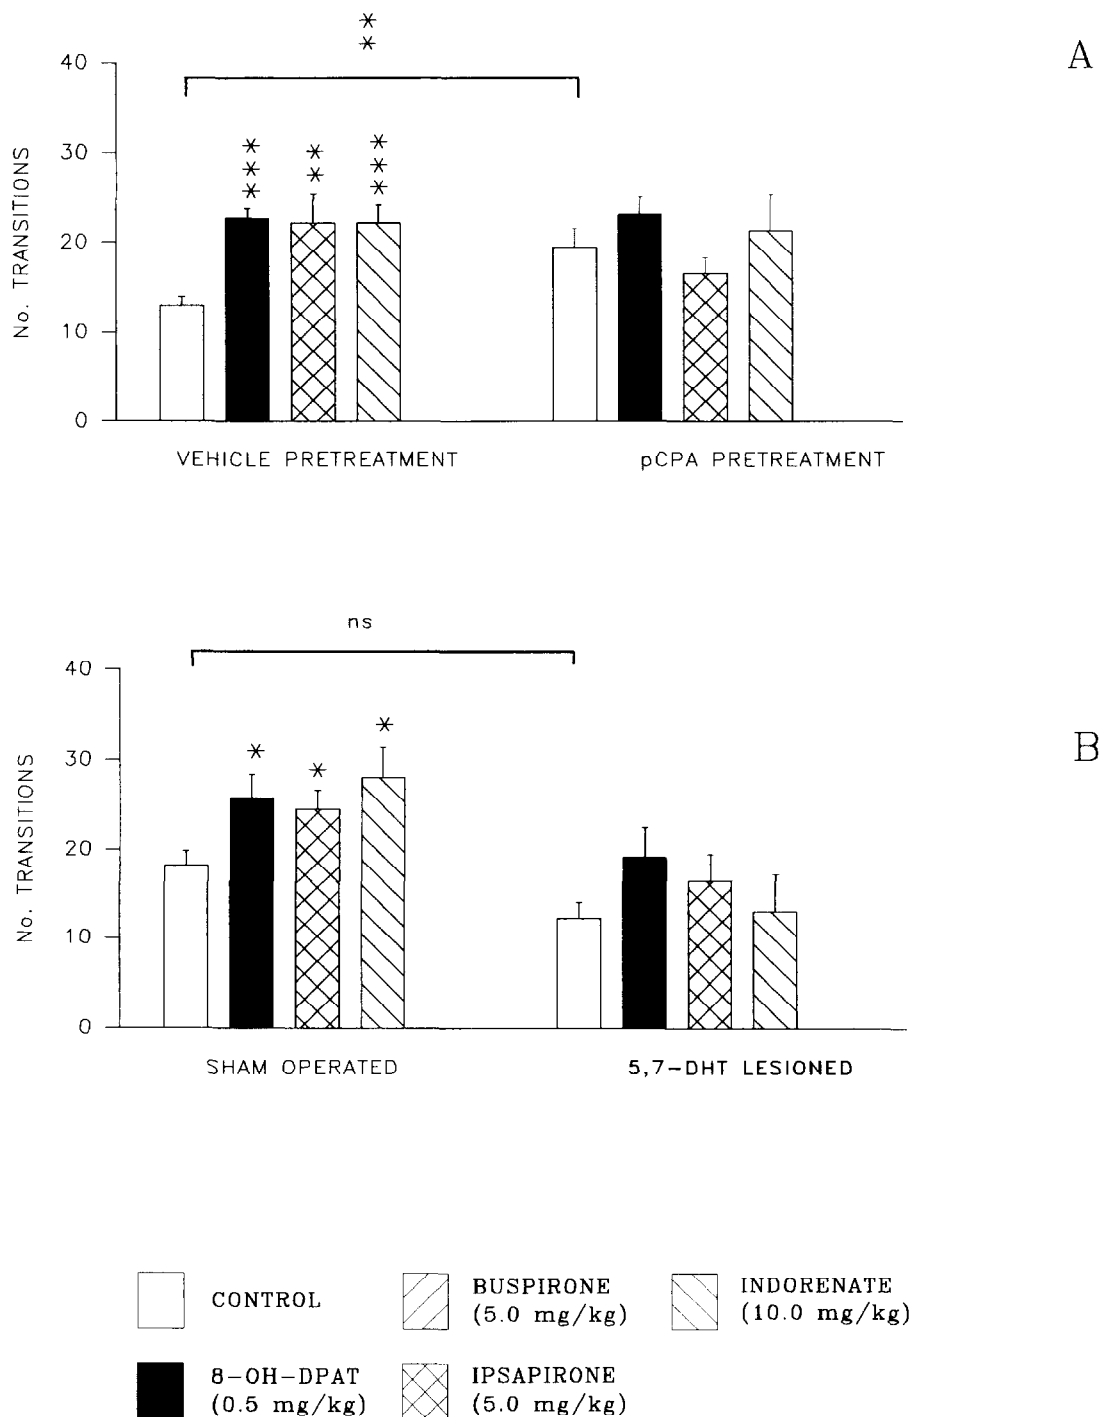 *
*
A
40
30
20
10
0
No. TRANSITIONS
***
**
***
VEHICLE PRETREATMENT
pCPA PRETREATMENT
ns
B
40
30
20
10
0
No. TRANSITIONS
*
*
*
SHAM OPERATED
5,7-DHT LESIONED
CONTROL
BUSPIRONE
(5.0 mg/kg)
INDORENATE
(10.0 mg/kg)
8-OH-DPAT
(0.5 mg/kg)
IPSAPIRONE
(5.0 mg/kg)